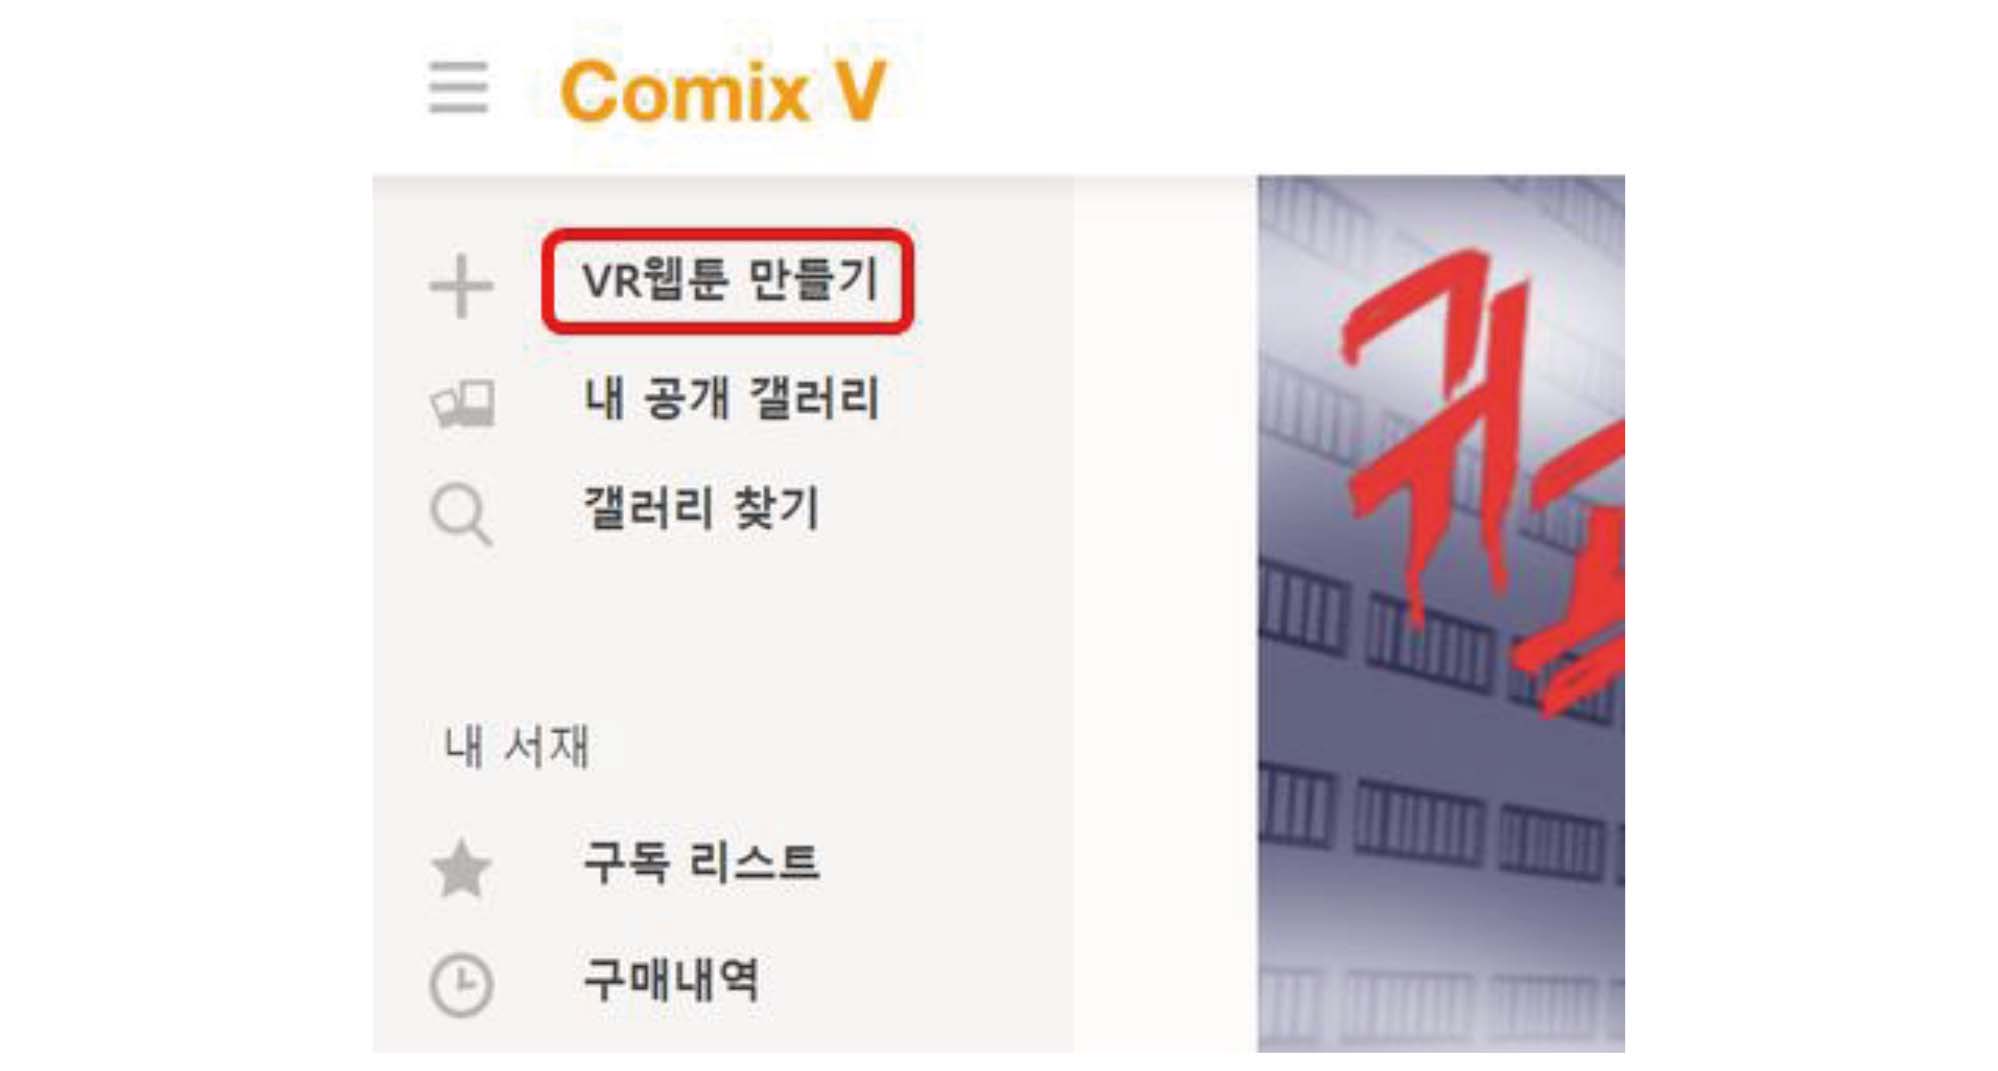 Comix V
VR웹툰 만들기
내 공개 갤러리
갤러리 찾기
내 서재
구독 리스트
구매내역